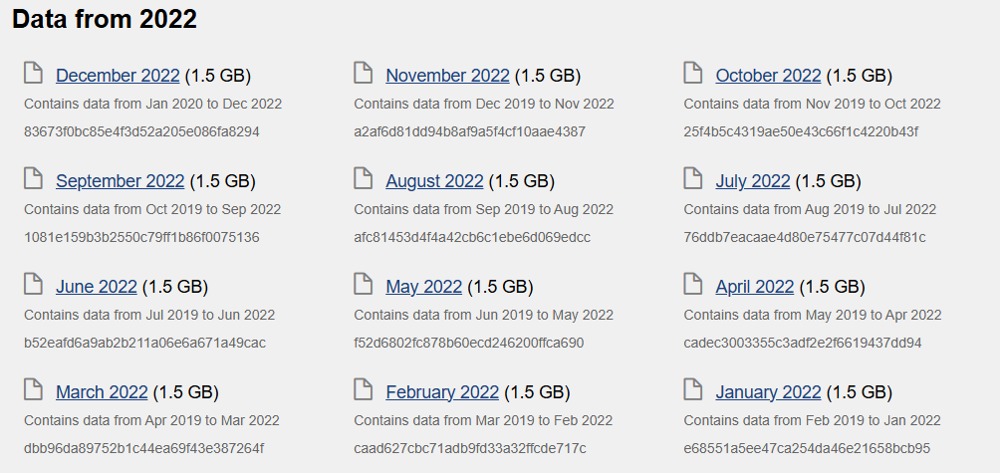 Data from 2022
December 2022 (1.5 GB)
Contains data from Jan 2020 to Dec 2022
83673f0bc85e4f3d52a205e086fa8294
November 2022 (1.5 GB)
Contains data from Dec 2019 to Nov 2022
a2af6d81dd94b8af9a5f4cf10aae4387
October 2022 (1.5 GB)
Contains data from Nov 2019 to Oct 2022
25f4b5c4319ae50e43c66f1c4220b43f
September 2022 (1.5 GB)
Contains data from Oct 2019 to Sep 2022
1081e159b3b2550c79ff1b86f0075136
August 2022 (1.5 GB)
Contains data from Sep 2019 to Aug 2022
afc81453d4f4a42cb6c1ebe6d069edcc
July 2022 (1.5 GB)
Contains data from Aug 2019 to Jul 2022
76ddb7eacaae4d80e75477c07d44f81c
June 2022 (1.5 GB)
Contains data from Jul 2019 to Jun 2022
b52eafd6a9ab2b211a06e6a671a49cac
May 2022 (1.5 GB)
Contains data from Jun 2019 to May 2022
f52d6802fc878b60ecd246200ffca690
April 2022 (1.5 GB)
Contains data from May 2019 to Apr 2022
cadec3003355c3adf2e2f6619437dd94
March 2022 (1.5 GB)
Contains data from Apr 2019 to Mar 2022
dbb96da89752b1c44ea69f43e387264f
February 2022 (1.5 GB)
Contains data from Mar 2019 to Feb 2022
caad627cbc71adb9fd33a32ffcde717c
January 2022 (1.5 GB)
Contains data from Feb 2019 to Jan 2022
e68551a5ee47ca254da46e21658bcb95